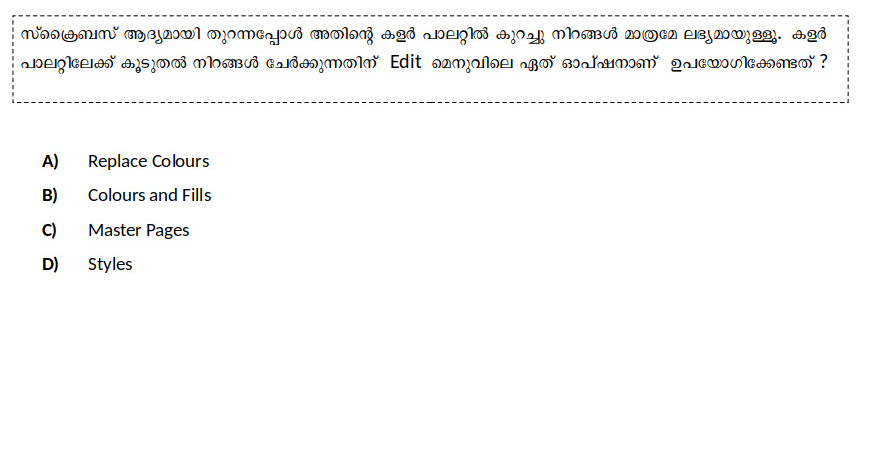 സ്ക്രൈബസ് ആദ്യമായി തുറന്നപ്പോൾ അതിന്റെ കളർ പാലറ്റിൽ കുറച്ചു നിറങ്ങൾ മാത്രമേ ലഭ്യമായുള്ളൂ. കളർ
പാലറ്റിലേക്ക് കൂടുതൽ നിറങ്ങൾ ചേർക്കുന്നതിന് Edit മെനുവിലെ ഏത് ഓപ്ഷനാണ് ഉപയോഗിക്കേണ്ടത് ?
A) Replace Colours
B) Colours and Fills
C) Master Pages
D) Styles